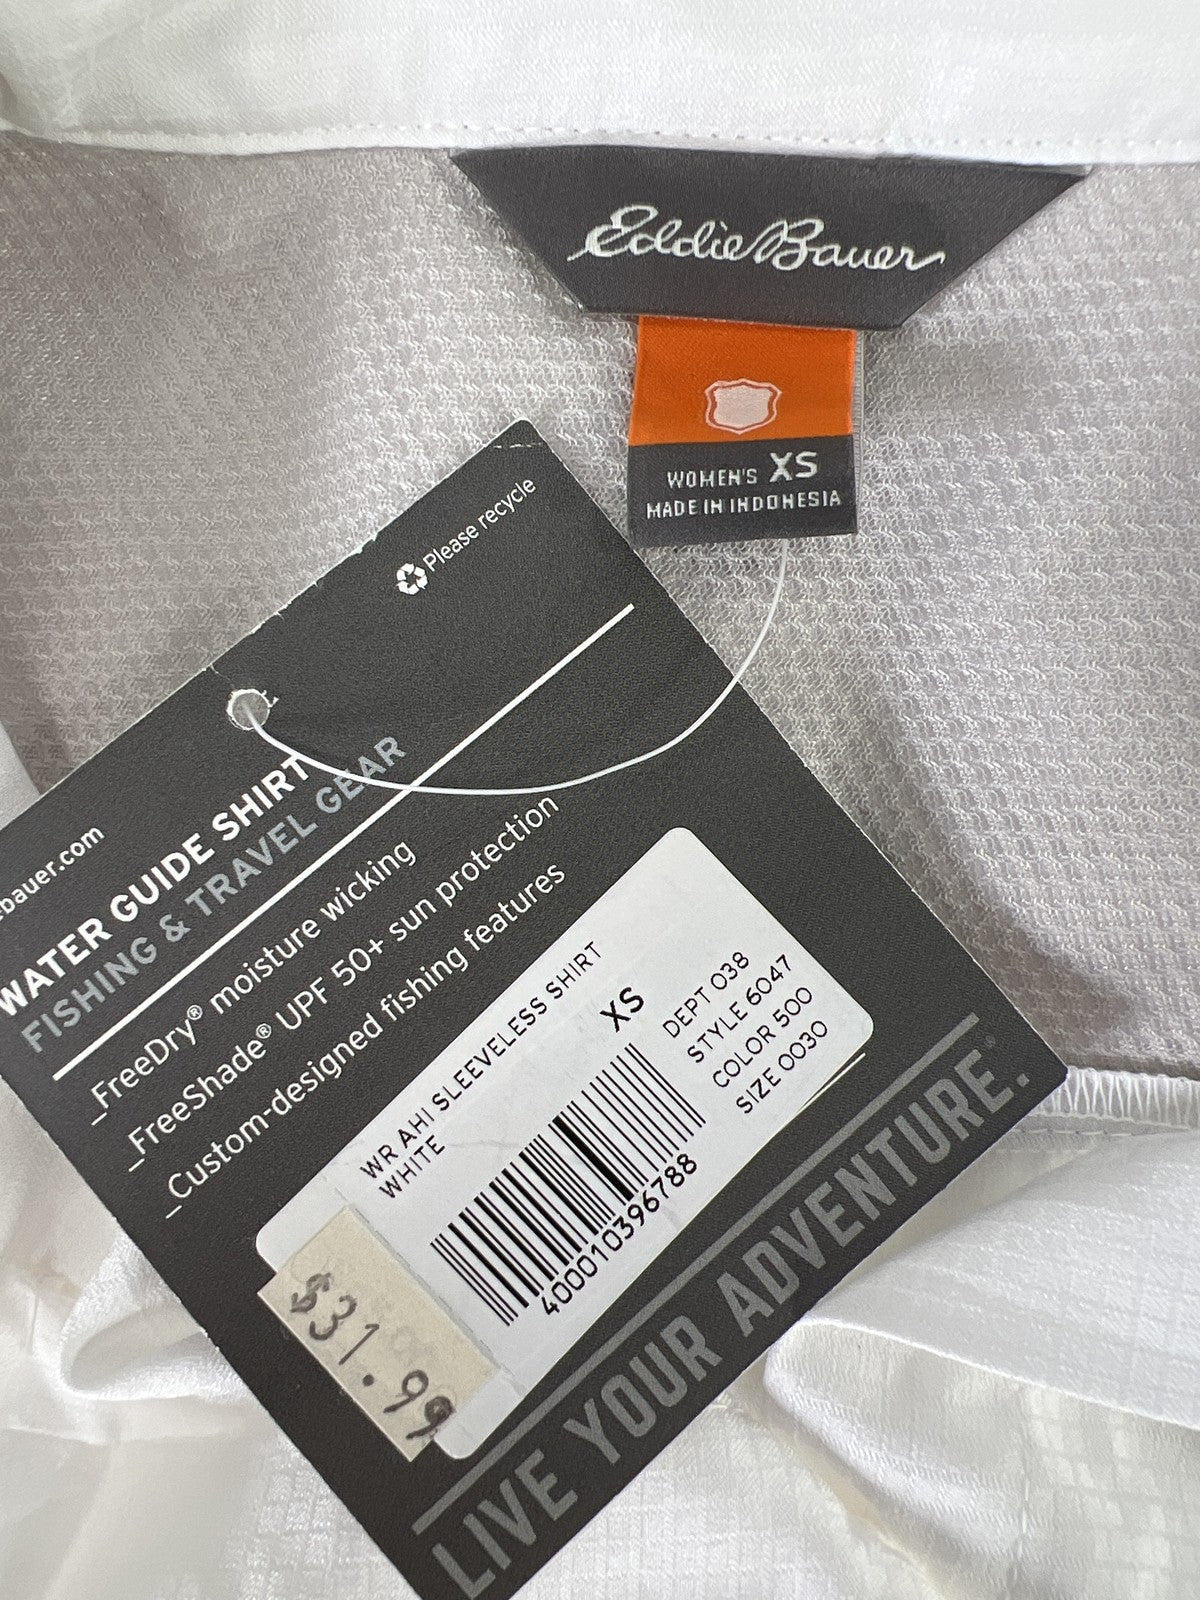 Eddie Bauer
WOMEN'S XS
MADE IN INDONESIA
Please recycle
bauer.com
WATER GUIDE SHIRT
FISHING & TRAVEL GEAR
_FreeDry® moisture wicking
_FreeShade® UPF 50+ sun protection
_Custom-designed fishing features
WR AHI SLEEVELESS SHIRT
WHITE
XS
DEPT 038
STYLE 6047
COLOR 500
SIZE 0030
400010396788
$31.99
LIVE YOUR ADVENTURE.